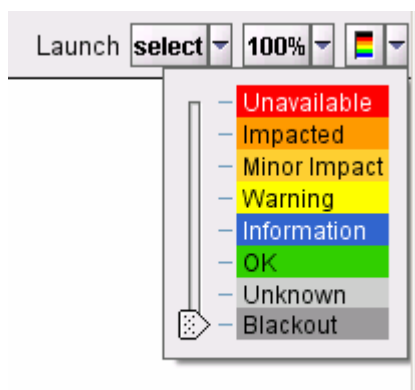 Launch select 100%
Unavailable
Impacted
Minor Impact
Warning
Information
OK
Unknown
Blackout